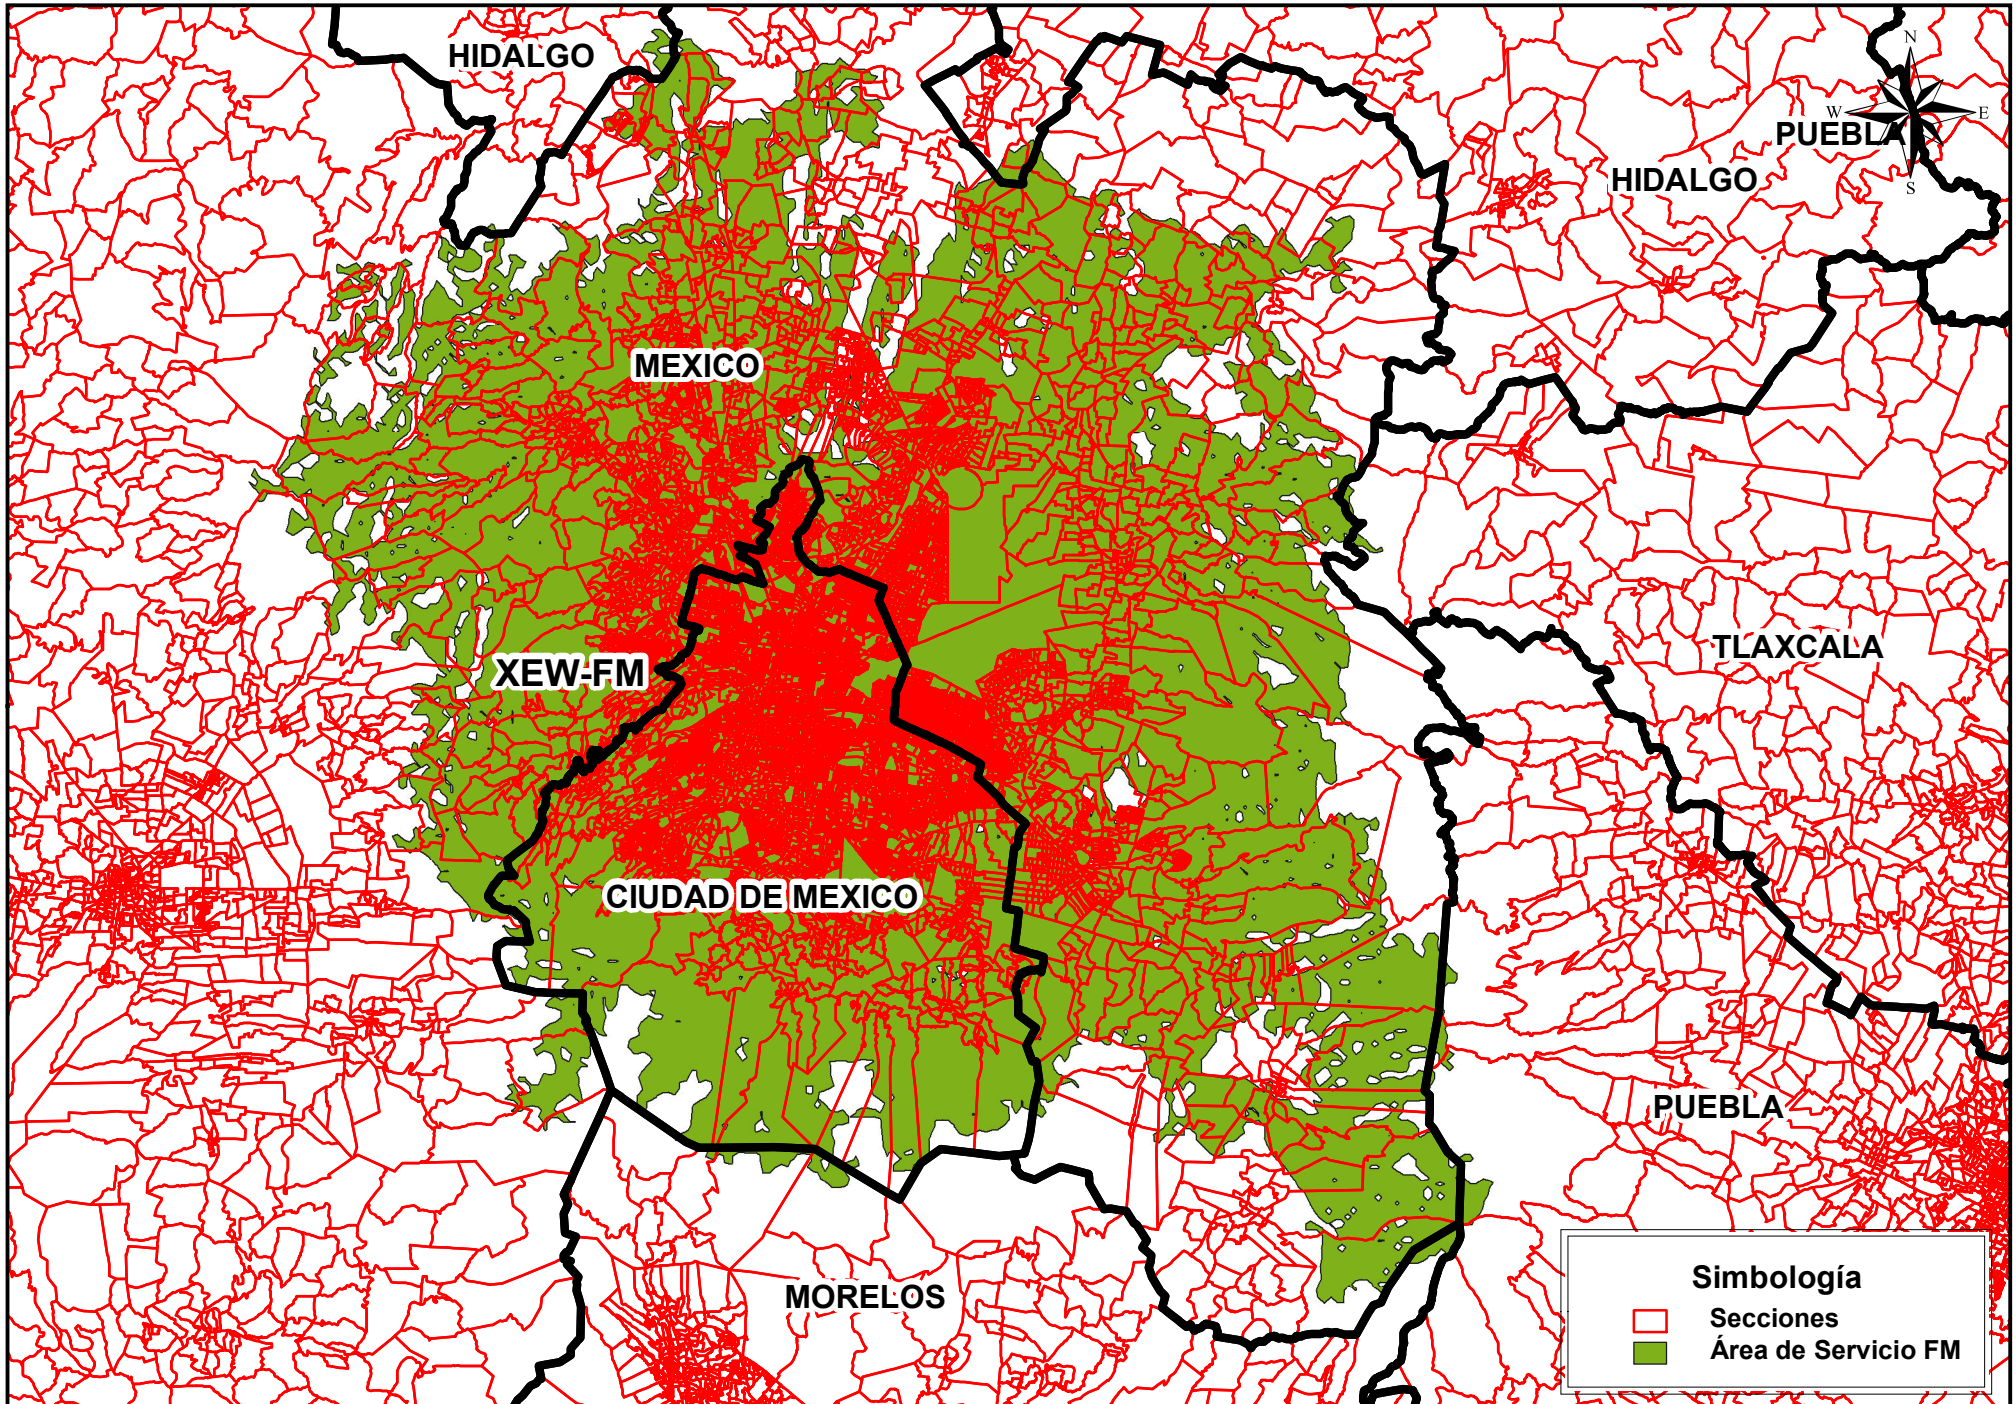 HIDALGO
N
W
E
PUEBLA
HIDALGO
S
MEXICO
TLAXCALA
XEW-FM
CIUDAD DE MEXICO
PUEBLA
MORELOS
Simbología
Secciones
Área de Servicio FM